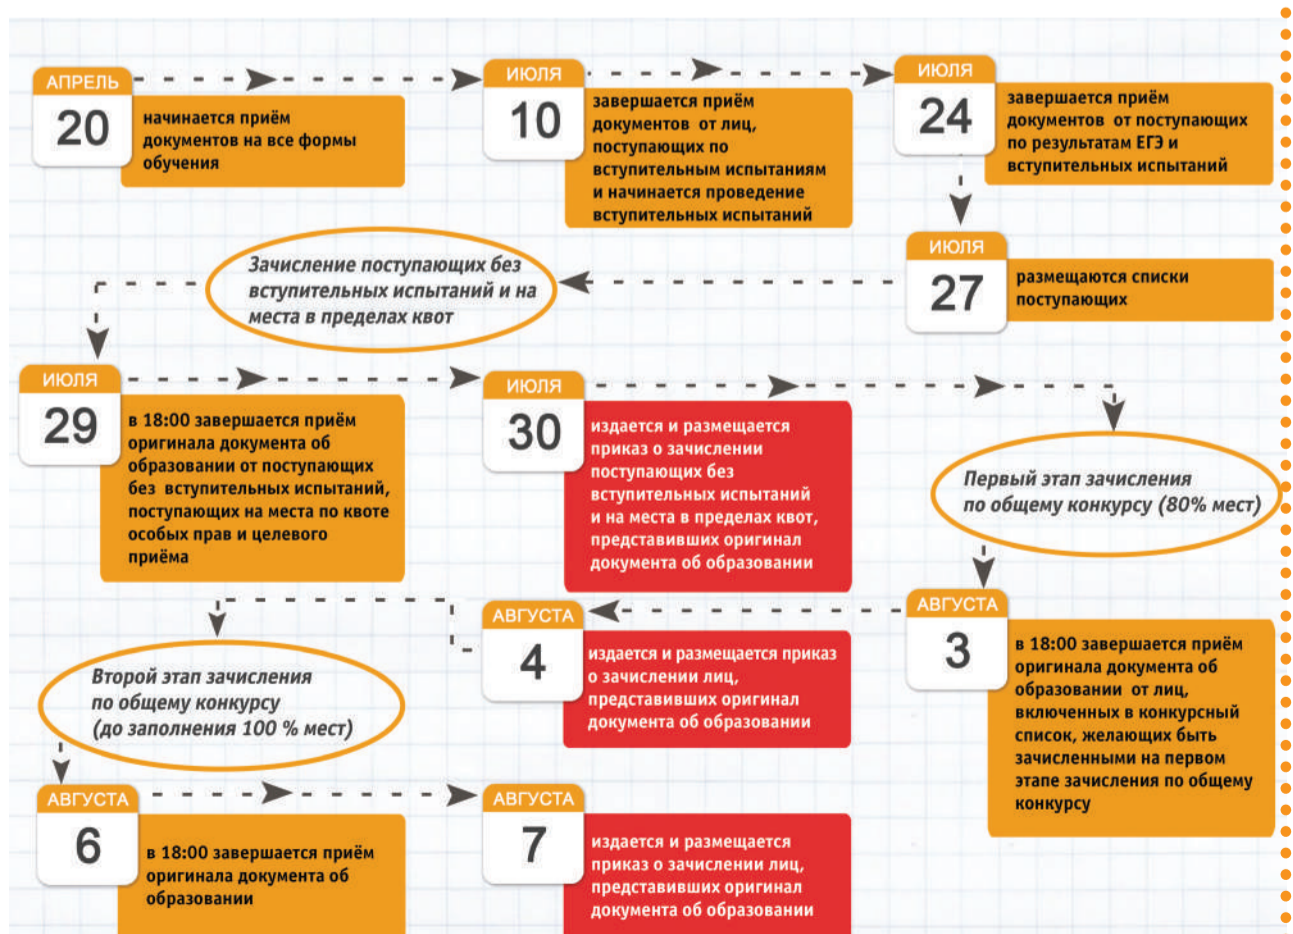 АПРЕЛЬ
20
начинается приём
документов на все формы
обучения
ИЮЛЯ
10
завершается приём
документов от лиц,
поступающих по
вступительным испытаниям
и начинается проведение
вступительных испытаний
ИЮЛЯ
24
завершается приём
документов от поступающих
по результатам ЕГЭ и
вступительных испытаний
ИЮЛЯ
27
размещаются списки
поступающих
Зачисление поступающих без
вступительных испытаний и на
места в пределах квот
ИЮЛЯ
29
в 18:00 завершается приём
оригинала документа об
образовании от поступающих
без вступительных испытаний,
поступающих на места по квоте
особых прав и целевого
приёма
ИЮЛЯ
30
издается и размещается
приказ о зачислении
поступающих без
вступительных испытаний
и на места в пределах квот,
представивших оригинал
документа об образовании
Первый этап зачисления
по общему конкурсу (80% мест)
АВГУСТА
3
в 18:00 завершается приём
оригинала документа об
образовании от лиц,
включенных в конкурсный
список, желающих быть
зачисленными на первом
этапе зачисления по общему
конкурсу
АВГУСТА
4
издается и размещается приказ
о зачислении лиц,
представивших оригинал
документа об образовании
Второй этап зачисления
по общему конкурсу
(до заполнения 100 % мест)
АВГУСТА
6
в 18:00 завершается приём
оригинала документа об
образовании
АВГУСТА
7
издается и размещается
приказ о зачислении лиц,
представивших оригинал
документа об образовании